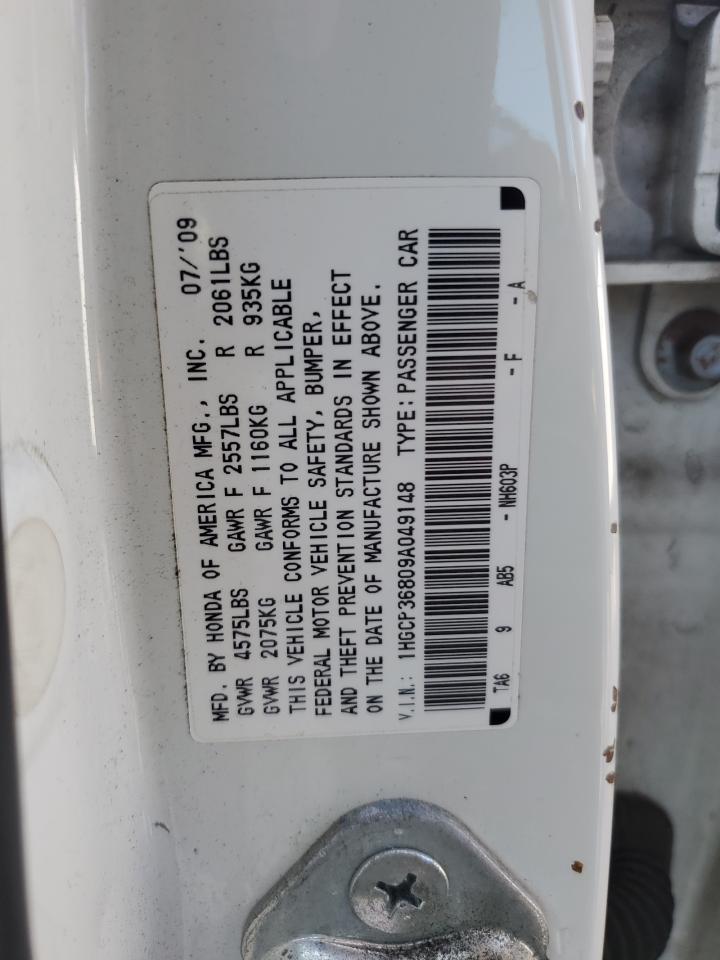 MFD. BY HONDA OF AMERICA MFG., INC. 07/'09
GVWR 4575LBS GAWR F 2557LBS R 2061LBS
GVWR 2075KG GAWR F 1160KG R 935KG
THIS VEHICLE CONFORMS TO ALL APPLICABLE
FEDERAL MOTOR VEHICLE SAFETY, BUMPER,
AND THEFT PREVENTION STANDARDS IN EFFECT
ON THE DATE OF MANUFACTURE SHOWN ABOVE.
V.I.N.: 1HGCP36809A049148 TYPE: PASSENGER CAR
TA6 9 AB5 - NH603P - F - A